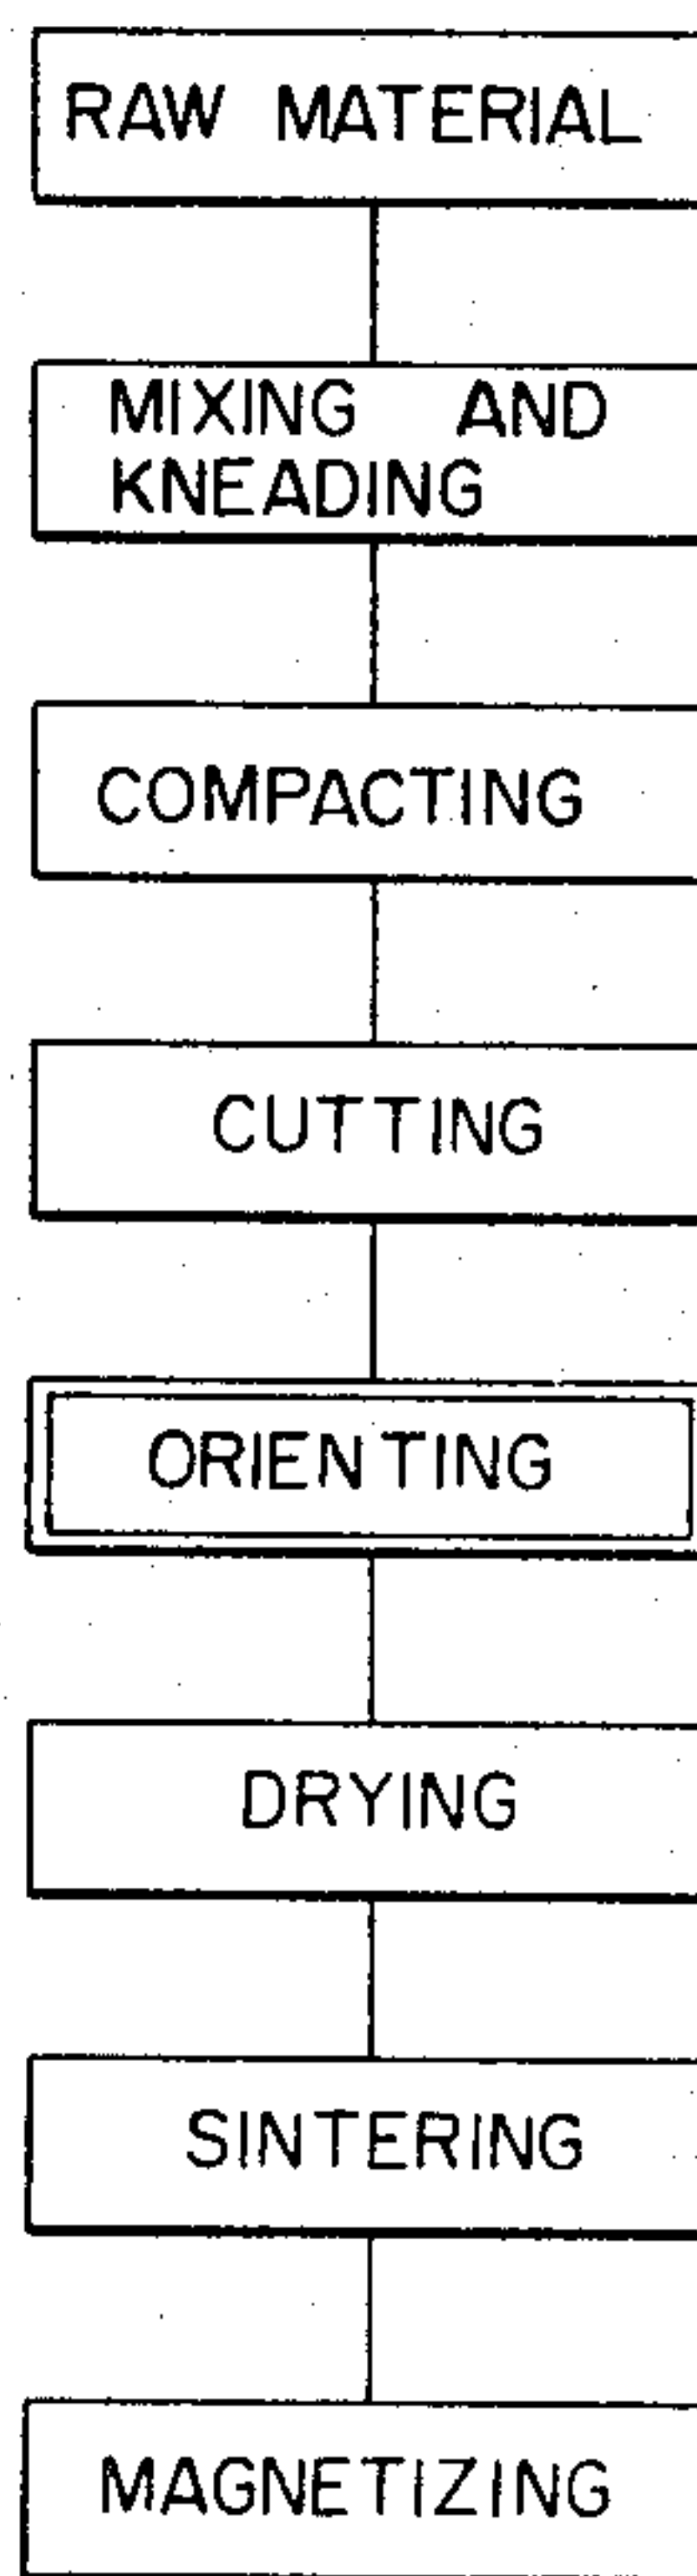 RAW MATERIAL
MIXING AND
KNEADING
COMPACTING
CUTTING
ORIENTING
DRYING
SINTERING
MAGNETIZING